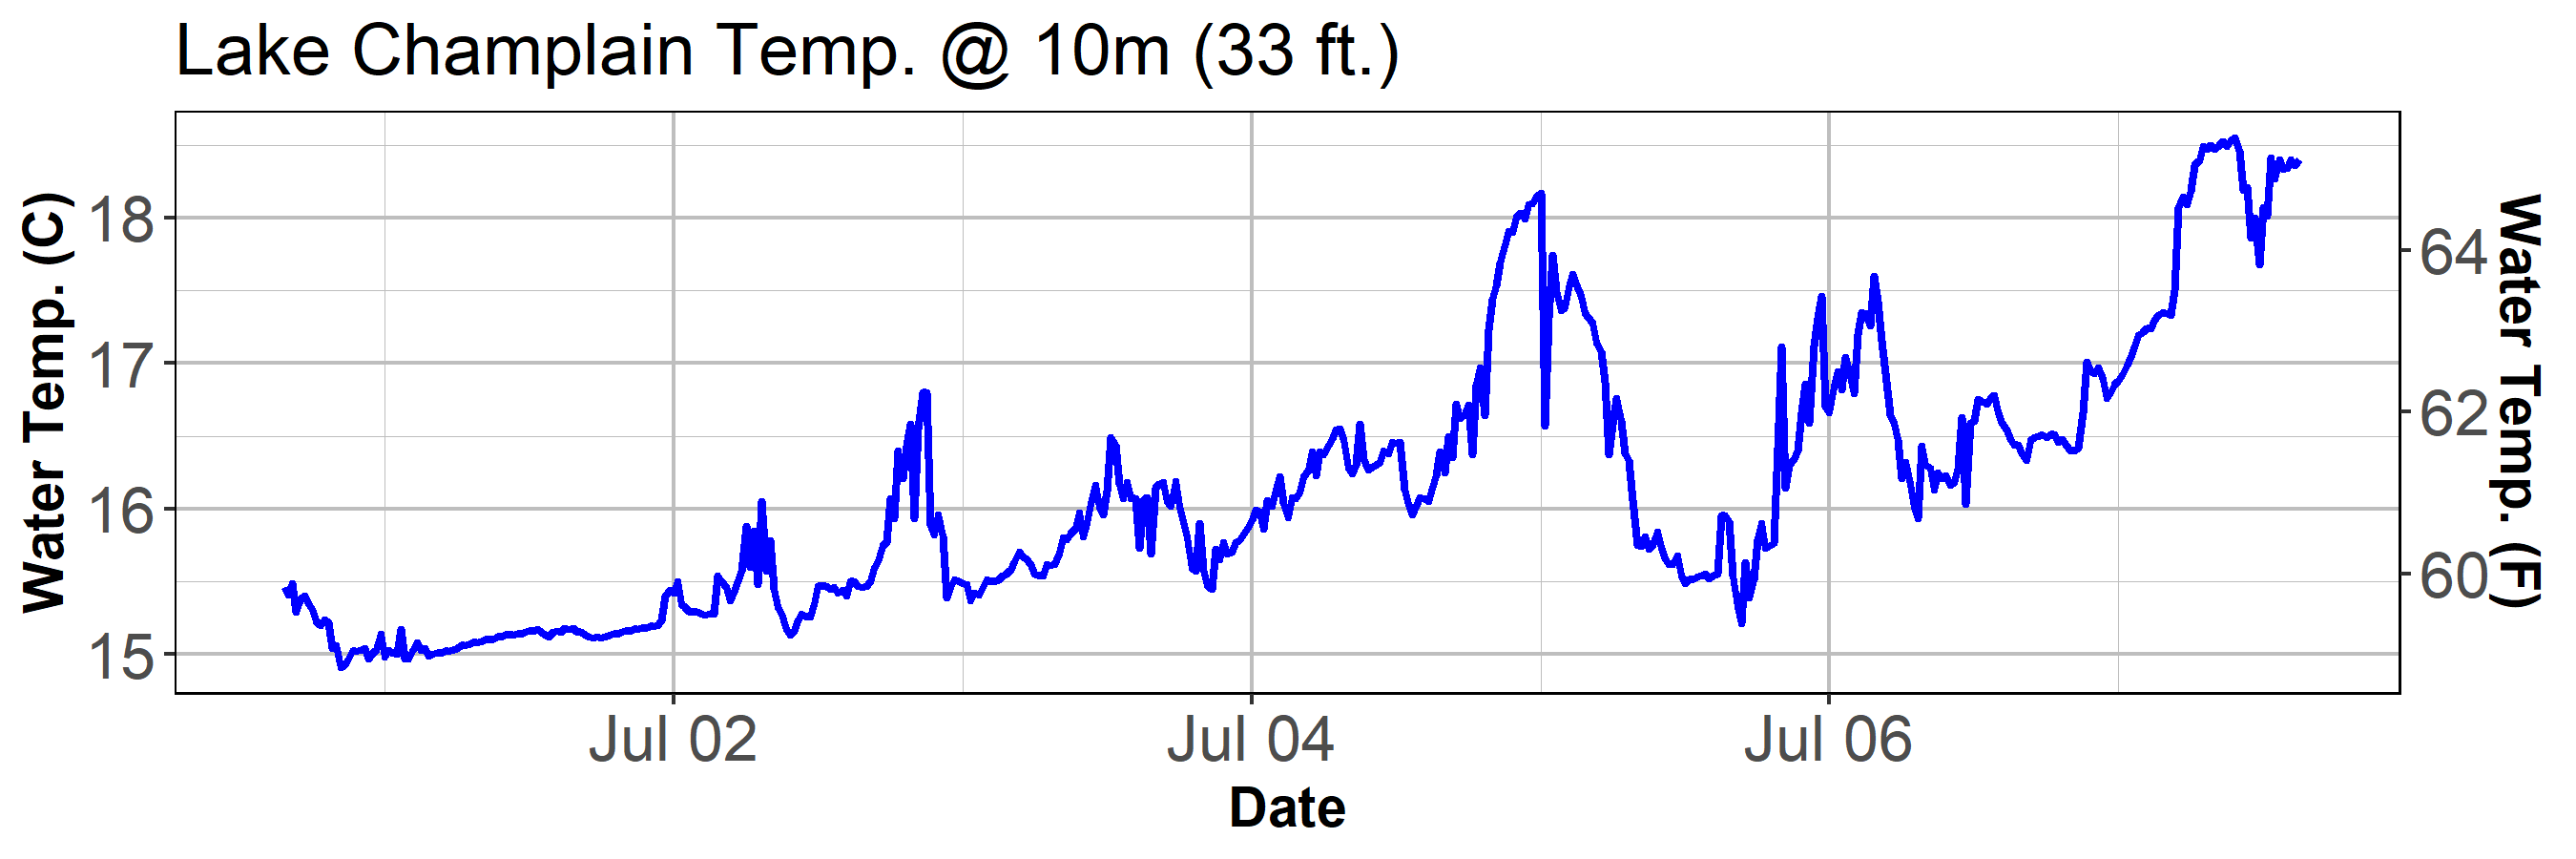 Lake Champlain Temp. @ 10m (33 ft.)
Water Temp. (C)
18
17
16
15
64
62
60
Water Temp. (F)
Jul 02
Jul 04
Jul 06
Date